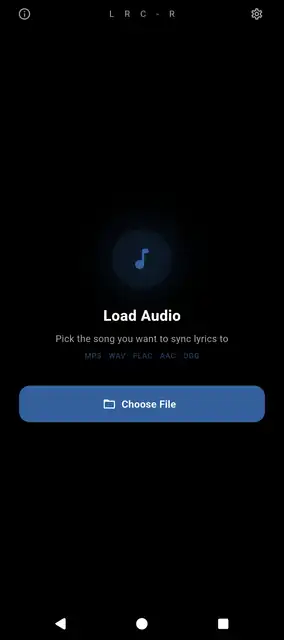 L R C - R
Load Audio
Pick the song you want to sync lyrics to
MP3 WAV FLAC AAC OGG
Choose File